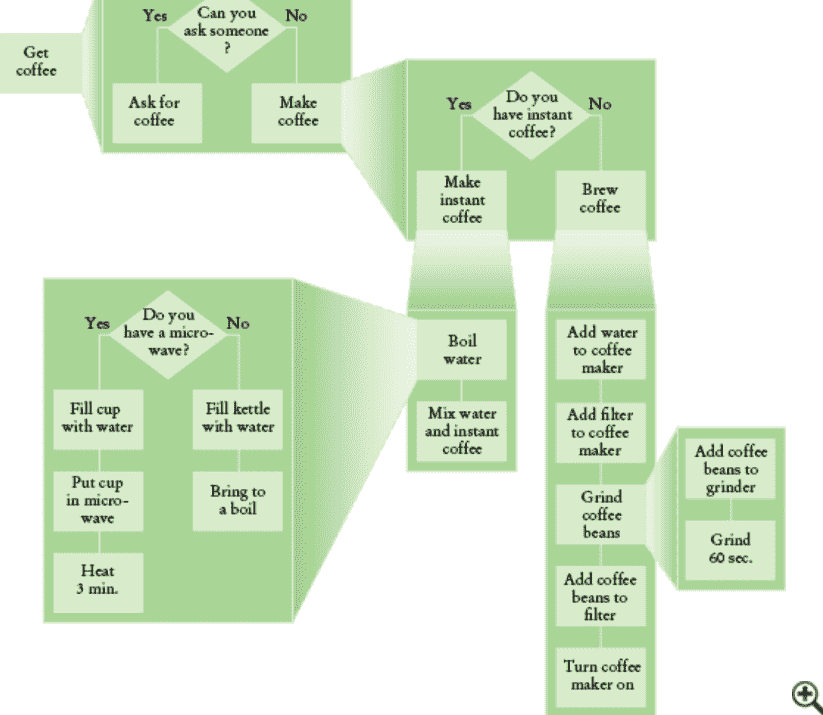 Get
coffee
Yes
Can you
ask someone
?
No
Ask for
coffee
Make
coffee
Yes
Do you
have instant
coffee?
No
Make
instant
coffee
Brew
coffee
Yes
Do you
have a micro-
wave?
No
Fill cup
with water
Put cup
in micro-
wave
Heat
3 min.
Fill kettle
with water
Bring to
a boil
Boil
water
Mix water
and instant
coffee
Add water
to coffee
maker
Add filter
to coffee
maker
Grind
coffee
beans
Add coffee
beans to
filter
Turn coffee
maker on
Add coffee
beans to
grinder
Grind
60 sec.